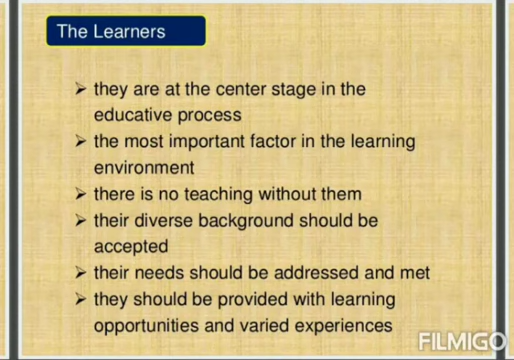 The Learners
➢ they are at the center stage in the
educative process
➢ the most important factor in the learning
environment
➢ there is no teaching without them
➢ their diverse background should be
accepted
➢ their needs should be addressed and met
➢ they should be provided with learning
opportunities and varied experiences
FILMIGO